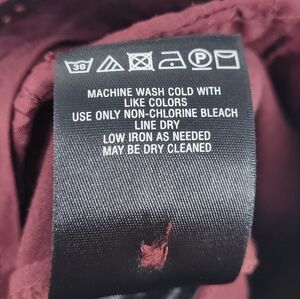 30 P
MACHINE WASH COLD WITH
LIKE COLORS
USE ONLY NON-CHLORINE BLEACH
LINE DRY
LOW IRON AS NEEDED
MAY BE DRY CLEANED